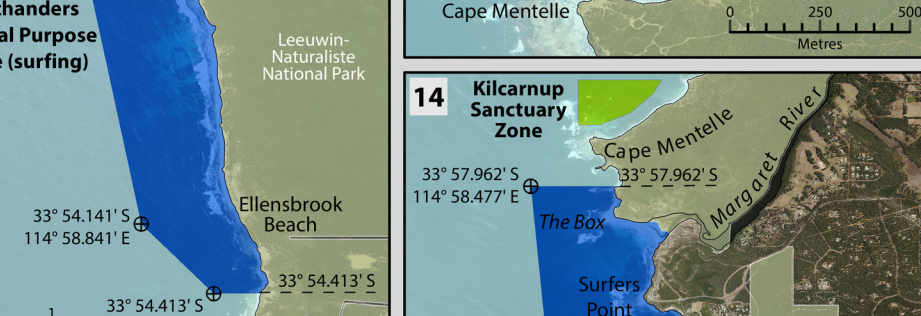 al Purpose
(surfing)
Leeuwin-
Naturaliste
National Park
Ellensbrook
Beach
33° 54.141' S
114° 58.841' E
33° 54.413' S
33° 54.413' S
1
Cape Mentelle
0 250 500
Metres
14
Kilcarnup
Sanctuary
Zone
Cape Mentelle
Margaret River
33° 57.962' S
114° 58.477' E
33° 57.962' S
The Box
Surfers
Point